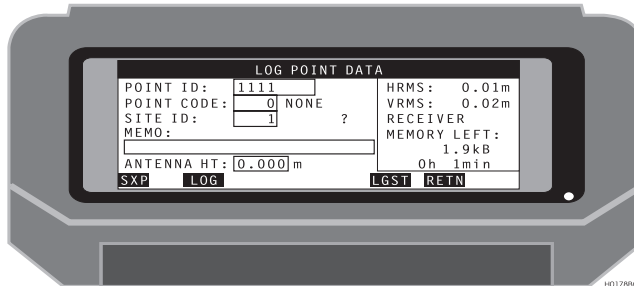 LOG POINT DATA
POINT ID: 1111
POINT CODE: 0 NONE
SITE ID: 1 ?
MEMO:
ANTENNA HT: 0.000 m
HRMS: 0.01m
VRMS: 0.02m
RECEIVER
MEMORY LEFT:
1.9kB
0h 1min
SXP LOG LGST RETN